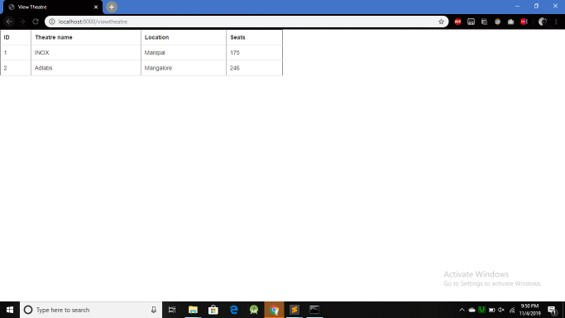 View Theatre
localhost:8000/viewtheatre
ID Theatre name Location Seats
1 INOX Manipal 175
2 Adlabs Mangalore 246
Activate Windows
Go to Settings to activate Windows.
Type here to search
9:50 PM
11/4/2019